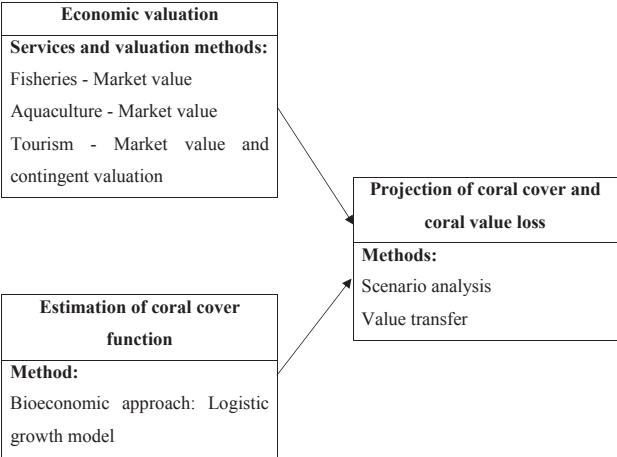 Economic valuation
Services and valuation methods:
Fisheries - Market value
Aquaculture - Market value
Tourism - Market value and
contingent valuation
Projection of coral cover and
coral value loss
Methods:
Scenario analysis
Value transfer
Estimation of coral cover
function
Method:
Bioeconomic approach: Logistic
growth model